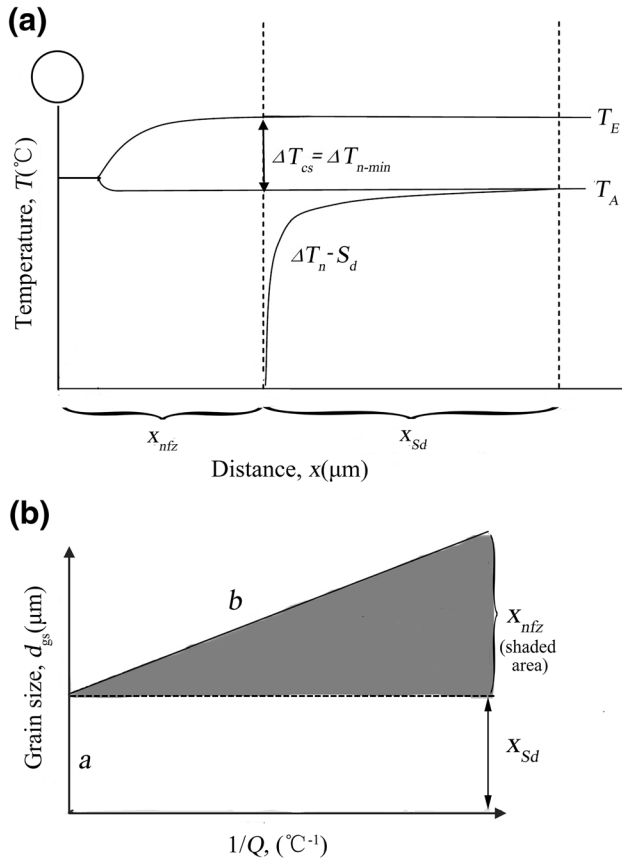 (a)
T_E
ΔT_cs = ΔT_n-min
T_A
ΔT_n - S_d
Temperature, T(℃)
x_nfz
x_Sd
Distance, x(μm)
(b)
b
x_nfz
(shaded
area)
Grain size, d_gs(μm)
a
x_Sd
1/Q, (℃⁻¹)